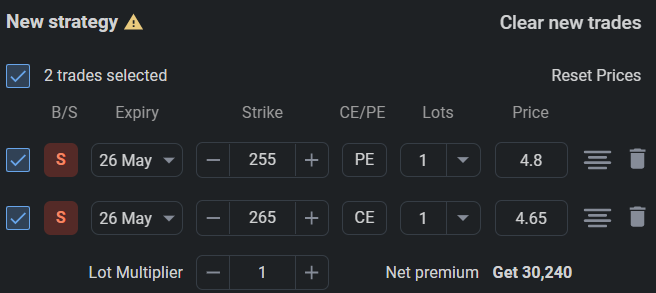 New strategy
Clear new trades
2 trades selected
Reset Prices
B/S Expiry Strike CE/PE Lots Price
S 26 May — 255 + PE 1 4.8
S 26 May — 265 + CE 1 4.65
Lot Multiplier — 1 + Net premium Get 30,240